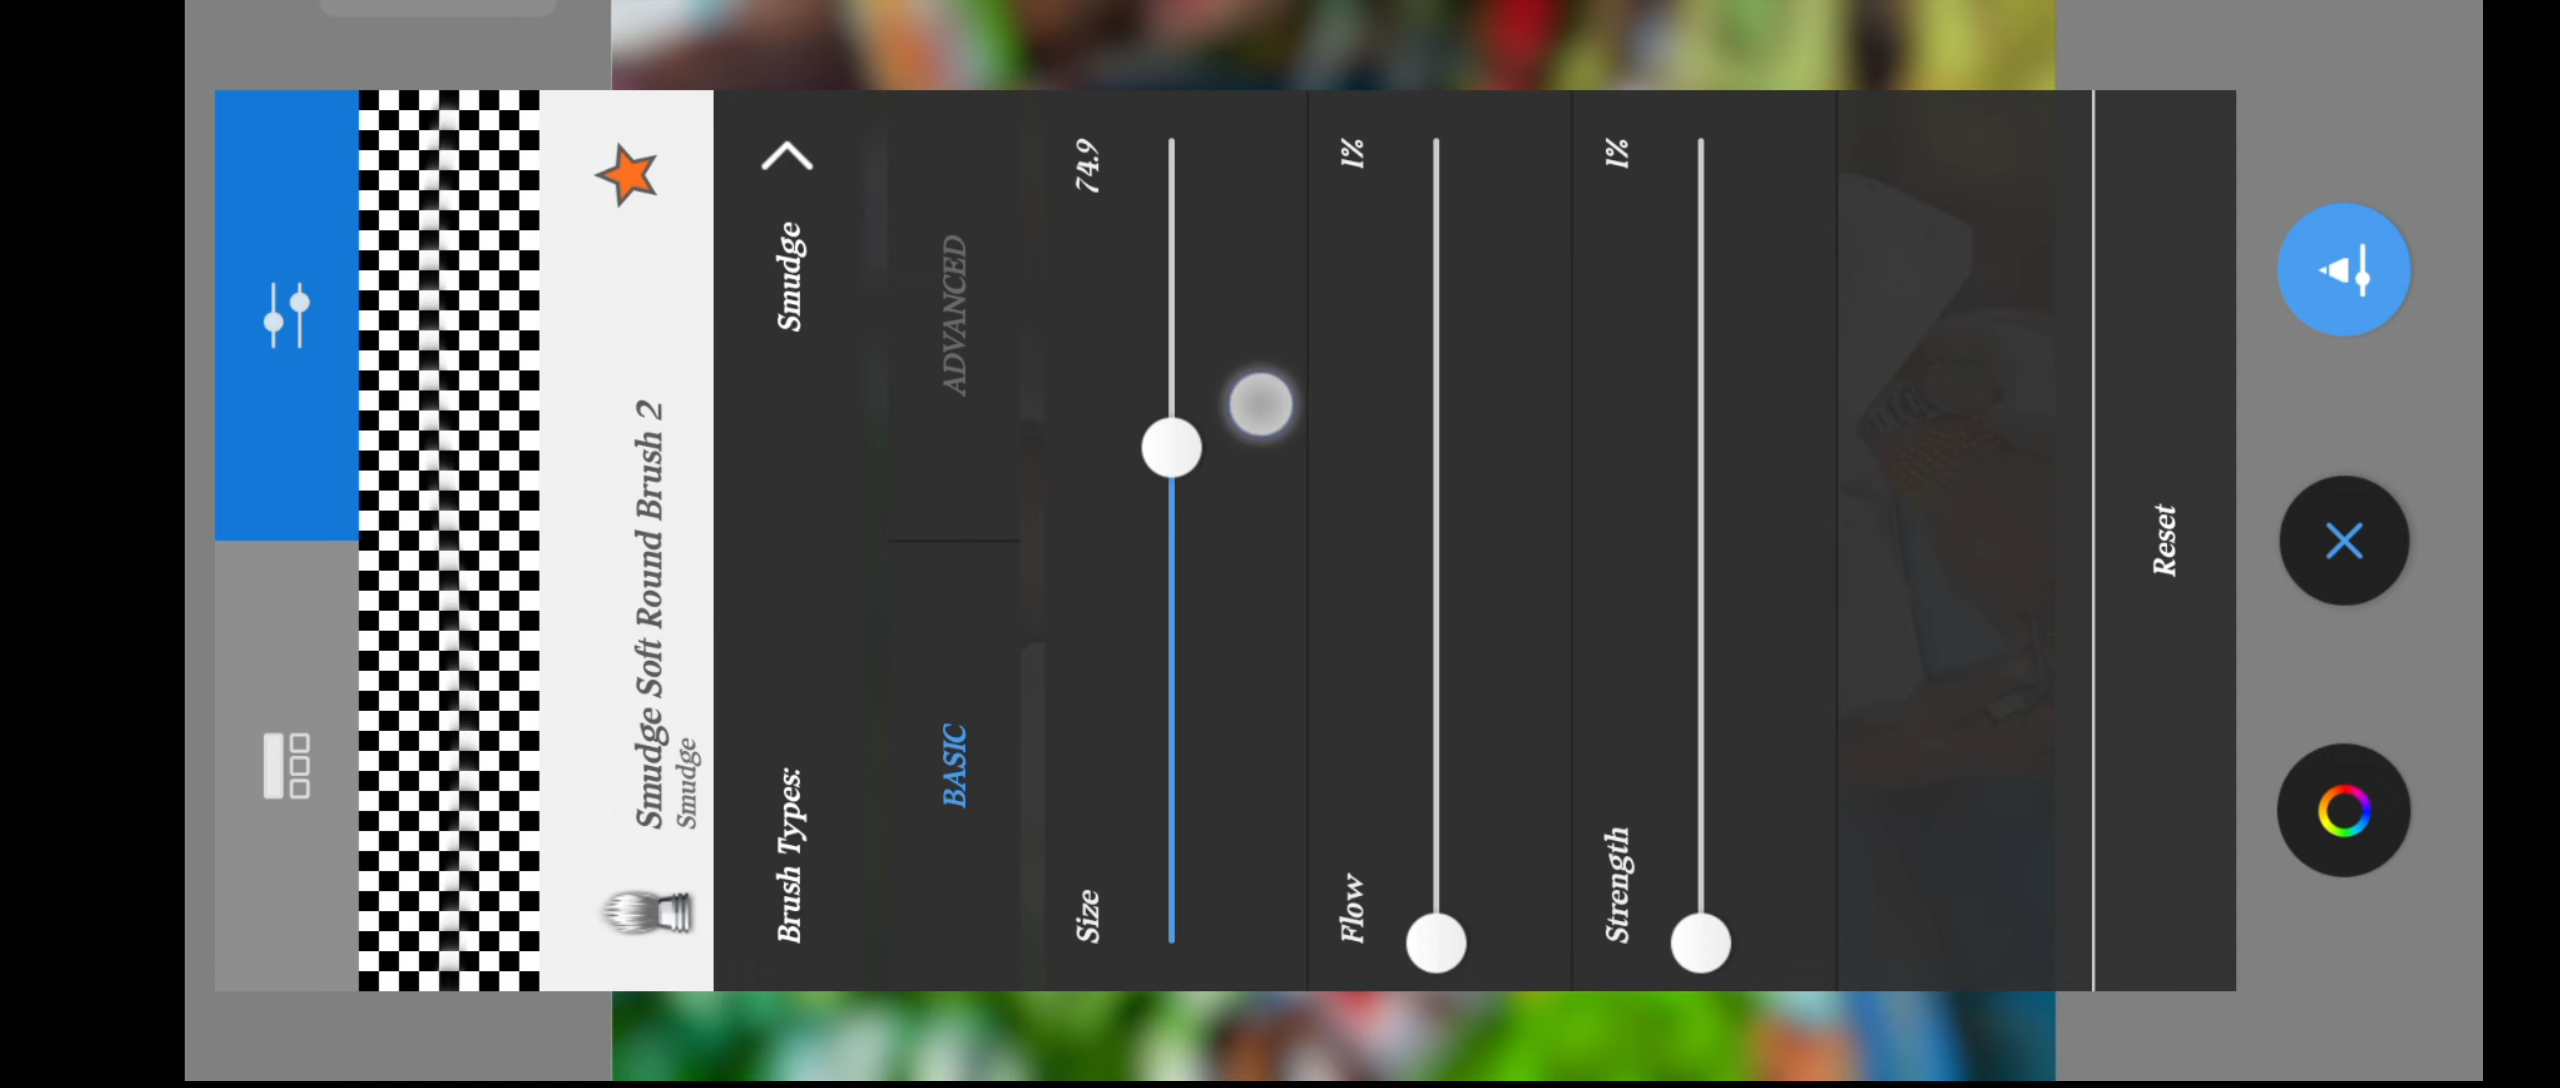 Smudge Soft Round Brush 2
Smudge
Brush Types: Smudge
BASIC ADVANCED
Size 74.9
Flow 1%
Strength 1%
Reset